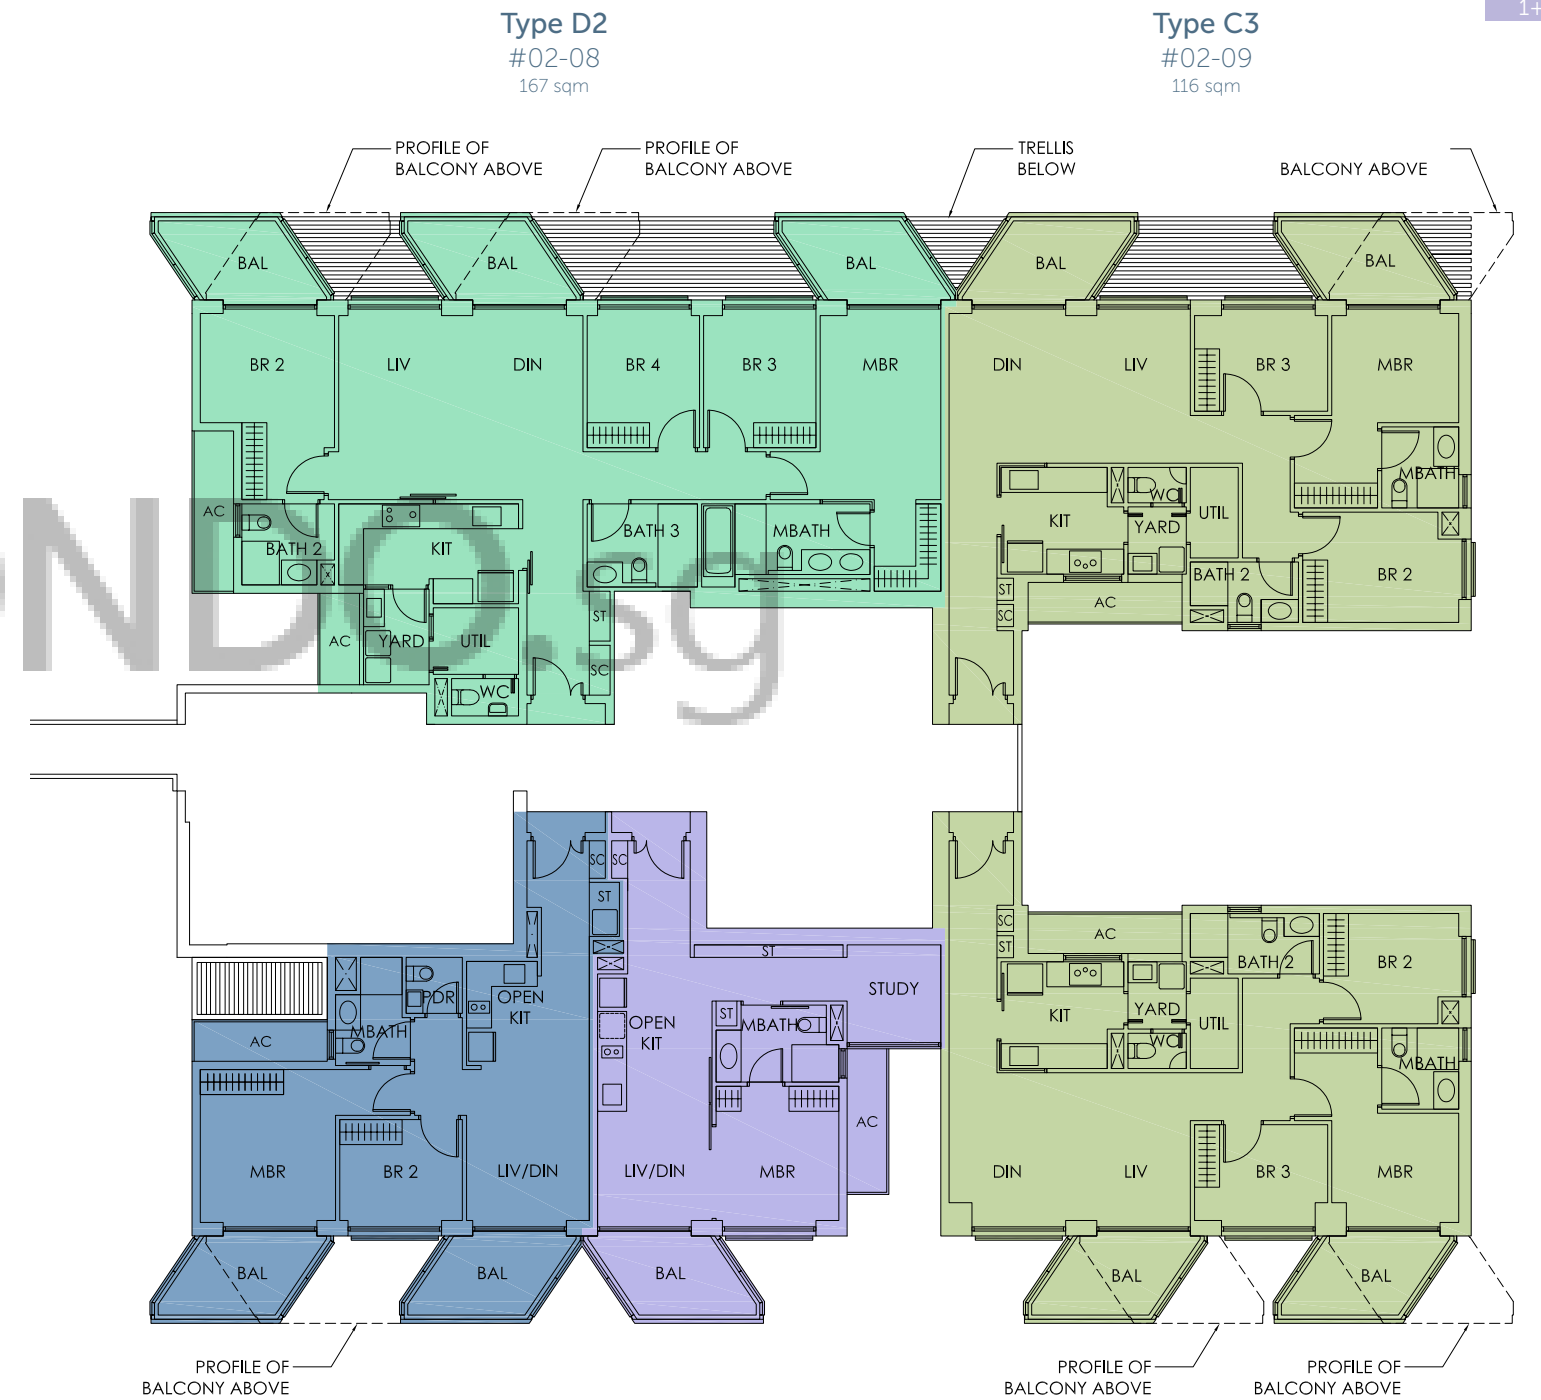 1+
Type D2
#02-08
167 sqm
Type C3
#02-09
116 sqm
PROFILE OF
BALCONY ABOVE
PROFILE OF
BALCONY ABOVE
TRELLIS
BELOW
BALCONY ABOVE
BAL
BAL
BAL
BAL
BAL
BR 2
LIV
DIN
BR 4
BR 3
MBR
DIN
LIV
BR 3
MBR
AC
BATH 2
KIT
BATH 3
MBATH
KIT
WC
YARD
UTIL
MBATH
BATH 2
BR 2
AC
YARD
UTIL
ST
SC
WC
ST
SC
AC
NDO.sg
SC
SC
ST
ST
STUDY
SC
ST
AC
BATH 2
BR 2
AC
MBATH
PDR
OPEN
KIT
OPEN
KIT
ST
MBATH
KIT
YARD
WC
UTIL
MBATH
MBR
BR 2
LIV/DIN
LIV/DIN
MBR
AC
DIN
LIV
BR 3
MBR
BAL
BAL
BAL
BAL
BAL
PROFILE OF
BALCONY ABOVE
PROFILE OF
BALCONY ABOVE
PROFILE OF
BALCONY ABOVE